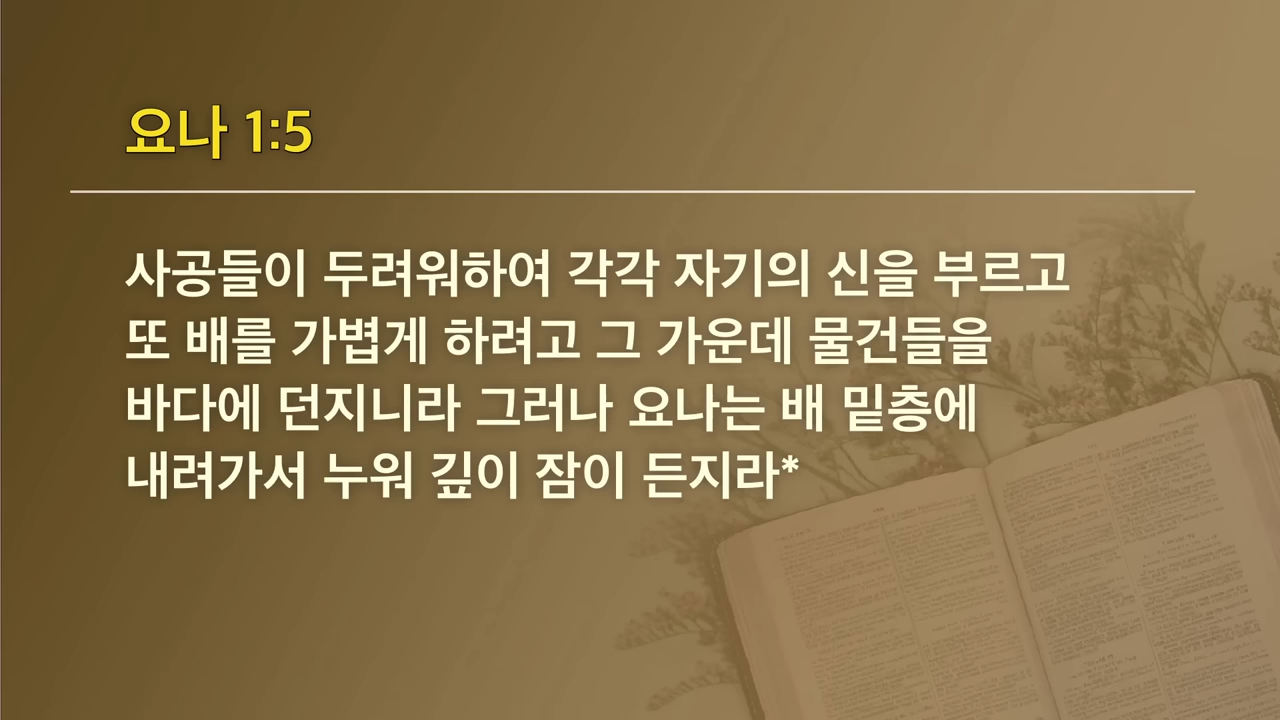 요나 1:5
사공들이 두려워하여 각각 자기의 신을 부르고
또 배를 가볍게 하려고 그 가운데 물건들을
바다에 던지니라 그러나 요나는 배 밑층에
내려가서 누워 깊이 잠이 든지라*